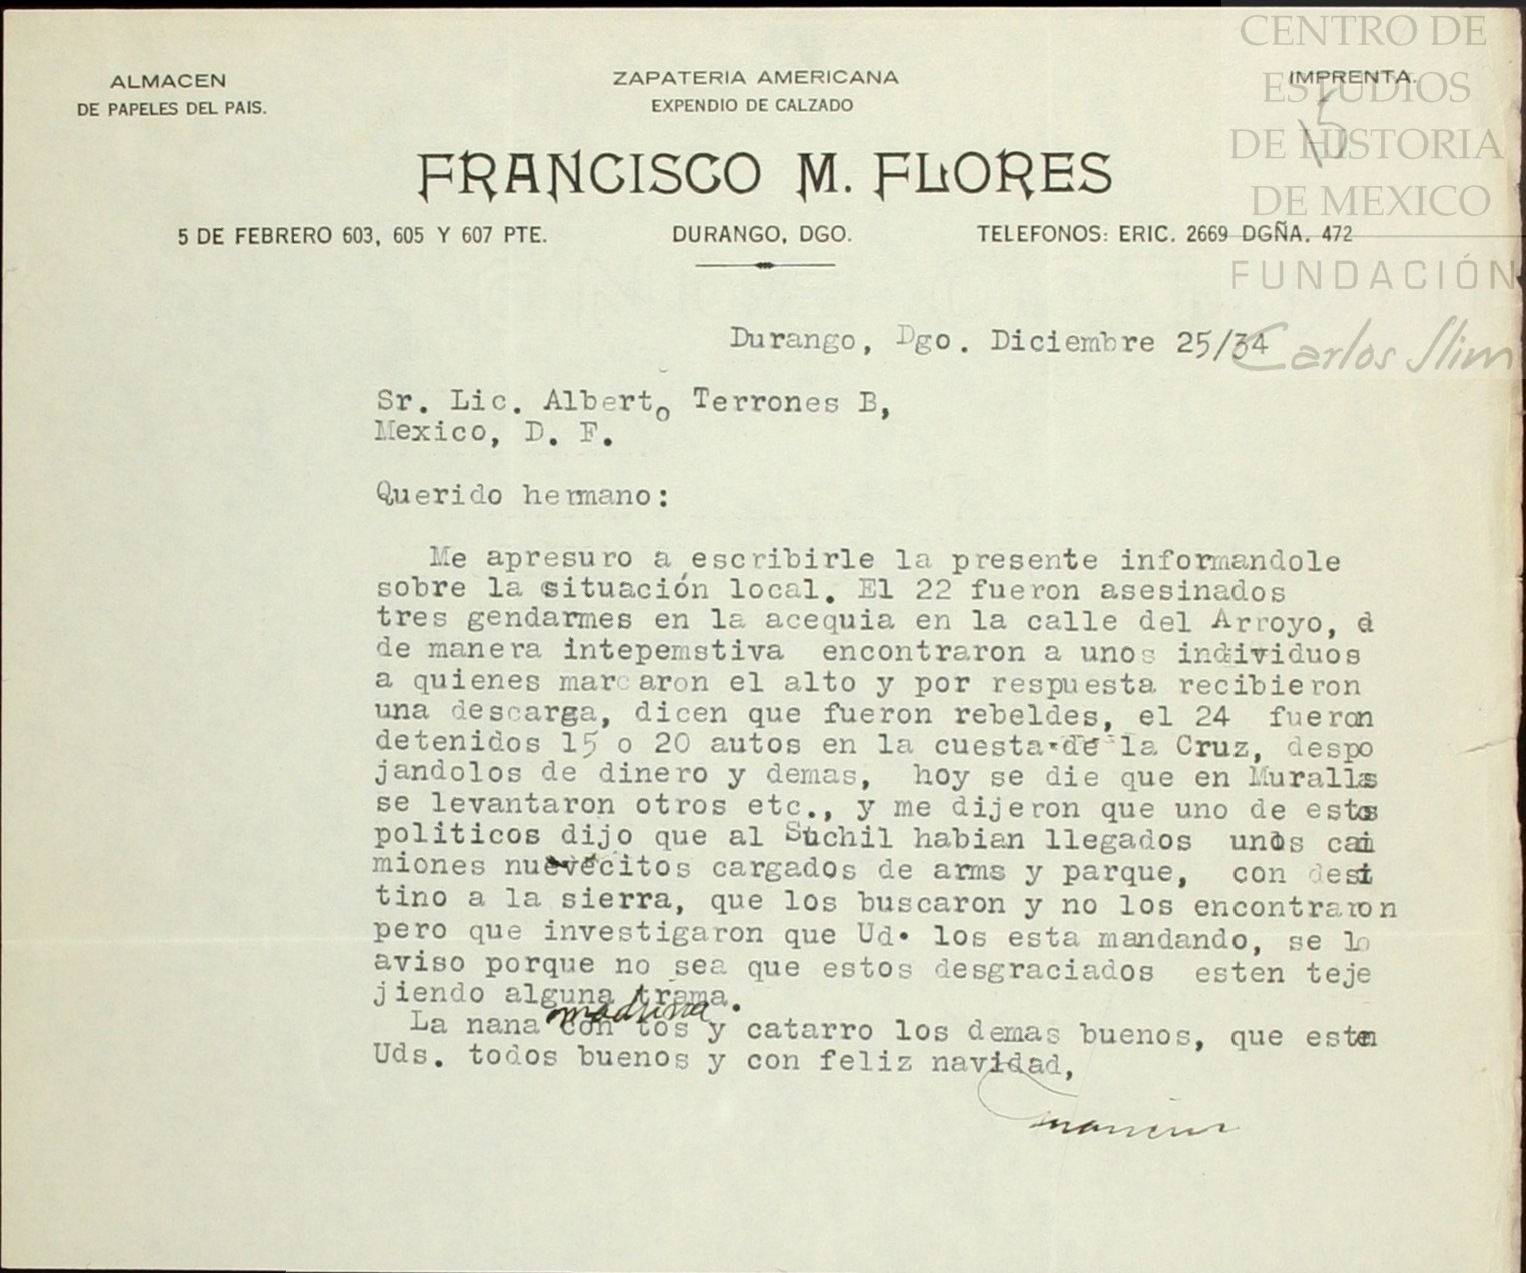 ALMACEN
DE PAPELES DEL PAIS.
ZAPATERIA AMERICANA
EXPENDIO DE CALZADO
IMPRENTA.
15
FRANCISCO M. FLORES
5 DE FEBRERO 603, 605 Y 607 PTE.
DURANGO, DGO.
TELEFONOS: ERIC. 2669 DGÑA. 472
CENTRO DE
ESTUDIOS
DE HISTORIA
DE MEXICO
FUNDACIÓN
Carlos Slim
Durango, Dgo. Diciembre 25/34
Sr. Lic. Alberto Terrones B,
Mexico, D. F.
Querido hermano:
Me apresuro a escribirle la presente informandole
sobre la situación local. El 22 fueron asesinados
tres gendarmes en la acequia en la calle del Arroyo, d
de manera intepemstiva encontraron a unos individuos
a quienes marcaron el alto y por respuesta recibieron
una descarga, dicen que fueron rebeldes, el 24 fueron
detenidos 15 o 20 autos en la cuesta de la Cruz, despo
jandolos de dinero y demas, hoy se die que en Murallas
se levantaron otros etc., y me dijeron que uno de estos
politicos dijo que al Suchil habian llegados unos cai
miones nuevecitos cargados de arms y parque, con desi
tino a la sierra, que los buscaron y no los encontraron
pero que investigaron que Ud. los esta mandando, se lo
aviso porque no sea que estos desgraciados esten teje
jiendo alguna trama.
La nana madrina con tos y catarro los demas buenos, que esten
Uds. todos buenos y con feliz navidad,